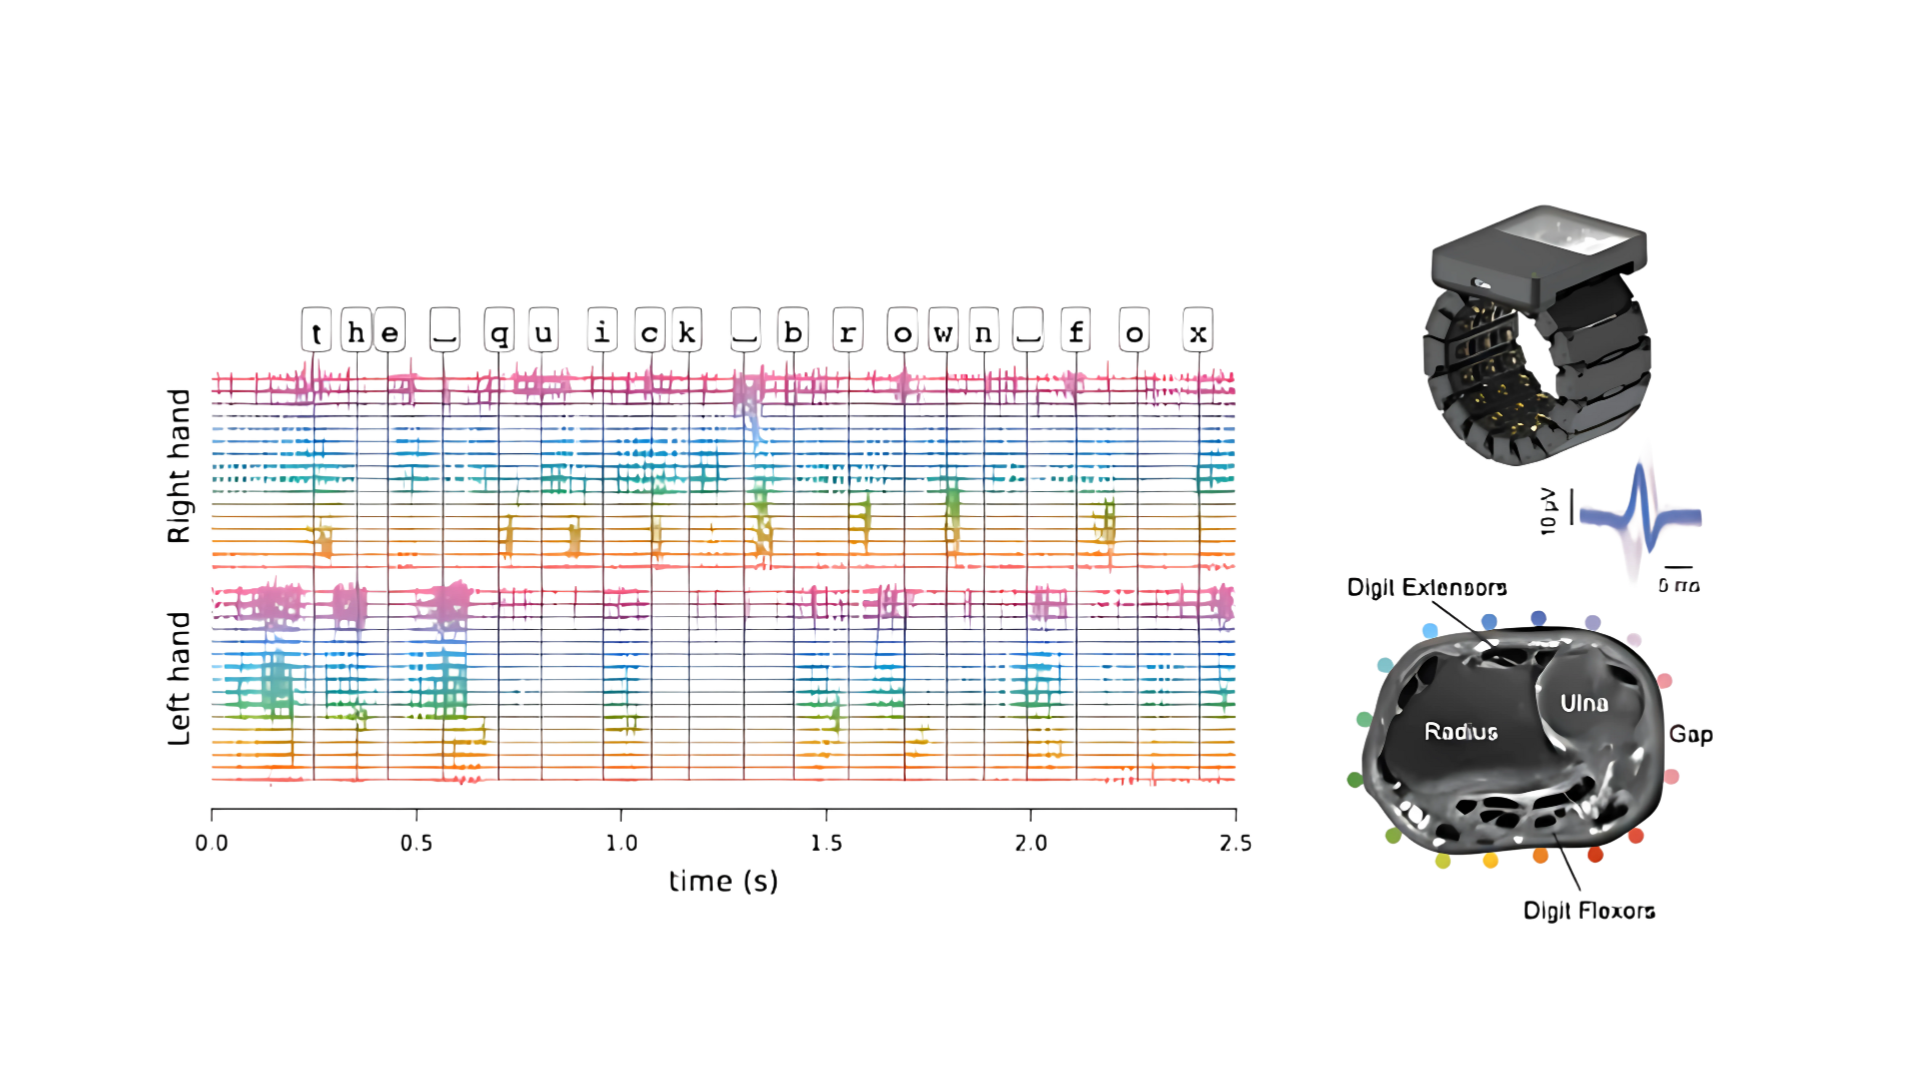 t h e _ q u i c k _ b r o w n _ f o x
Right hand
Left hand
0.0 0.5 1.0 1.5 2.0 2.5
time (s)
10 µV
Digit Extensors
Radius
Ulna
Gap
Digit Floxors